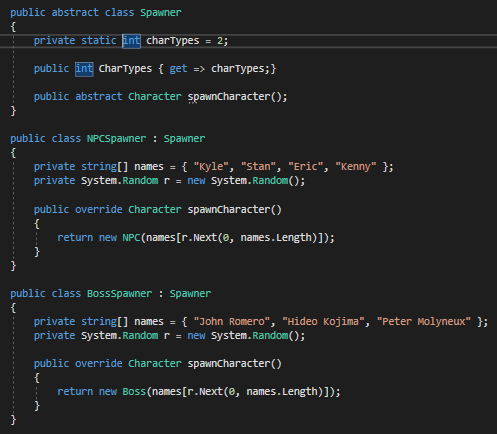 public abstract class Spawner
{
    private static int charTypes = 2;
    public int CharTypes { get => charTypes;}
    public abstract Character spawnCharacter();
}
public class NPCSpawner : Spawner
{
    private string[] names = { "Kyle", "Stan", "Eric", "Kenny" };
    private System.Random r = new System.Random();
    public override Character spawnCharacter()
    {
        return new NPC(names[r.Next(0, names.Length)]);
    }
}
public class BossSpawner : Spawner
{
    private string[] names = { "John Romero", "Hideo Kojima", "Peter Molyneux" };
    private System.Random r = new System.Random();
    public override Character spawnCharacter()
    {
        return new Boss(names[r.Next(0, names.Length)]);
    }
}